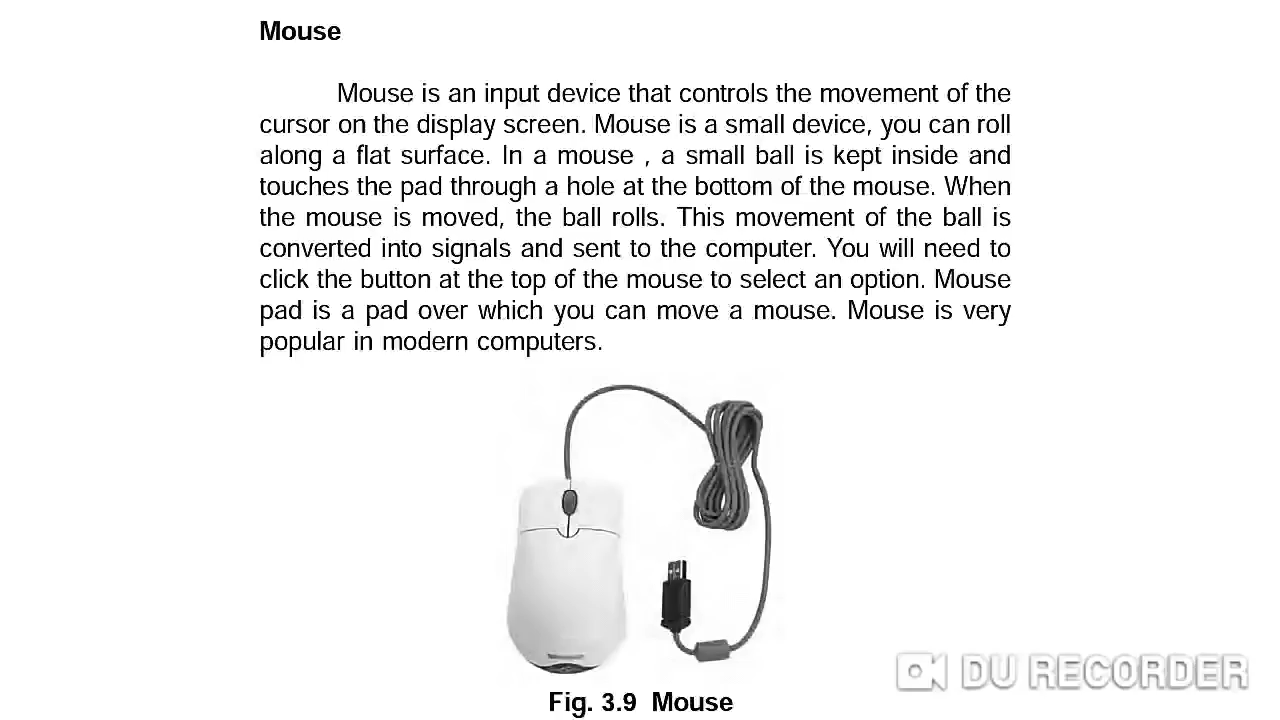 Mouse
Mouse is an input device that controls the movement of the
cursor on the display screen. Mouse is a small device, you can roll
along a flat surface. In a mouse , a small ball is kept inside and
touches the pad through a hole at the bottom of the mouse. When
the mouse is moved, the ball rolls. This movement of the ball is
converted into signals and sent to the computer. You will need to
click the button at the top of the mouse to select an option. Mouse
pad is a pad over which you can move a mouse. Mouse is very
popular in modern computers.
Fig. 3.9 Mouse
DU RECORDER